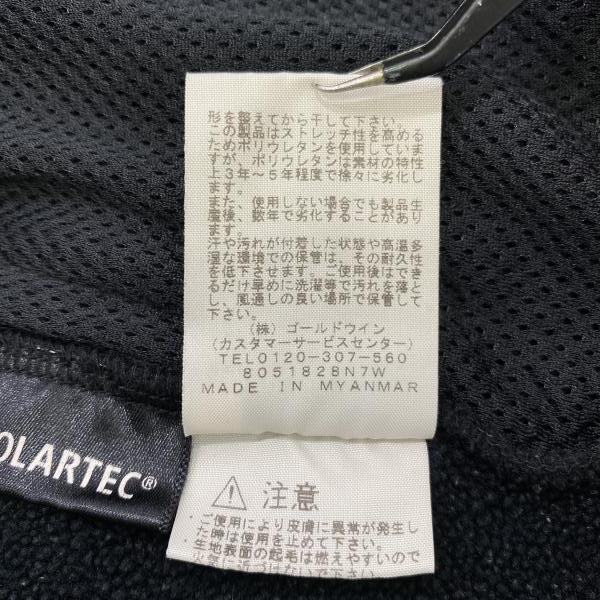 形を整えてから干して下さい。
この製品はストレッチ性を高める
ためポリウレタンを使用しています
が、ポリウレタンは素材の特性
上3年〜5年程度で徐々に劣化し
ます。
また、使用しない場合でも製品生
産後、数年で劣化することがあり
ます。
汗や汚れが付着した状態や高温多
湿な環境での保管は、その耐久性
を低下させます。ご使用後はでき
るだけ早めに洗濯等で汚れを落と
し、風通しの良い場所で保管して
下さい。
(株) ゴールドウイン
(カスタマーサービスセンター)
TEL0120-307-560
8051828N7W
MADE IN MYANMAR
OLARTEC®
注意
・ご使用により皮膚に異常が発生し
た時は使用を止めて下さい。
・生地表面の起毛は燃えやすいので
火気に近づけないで下さい